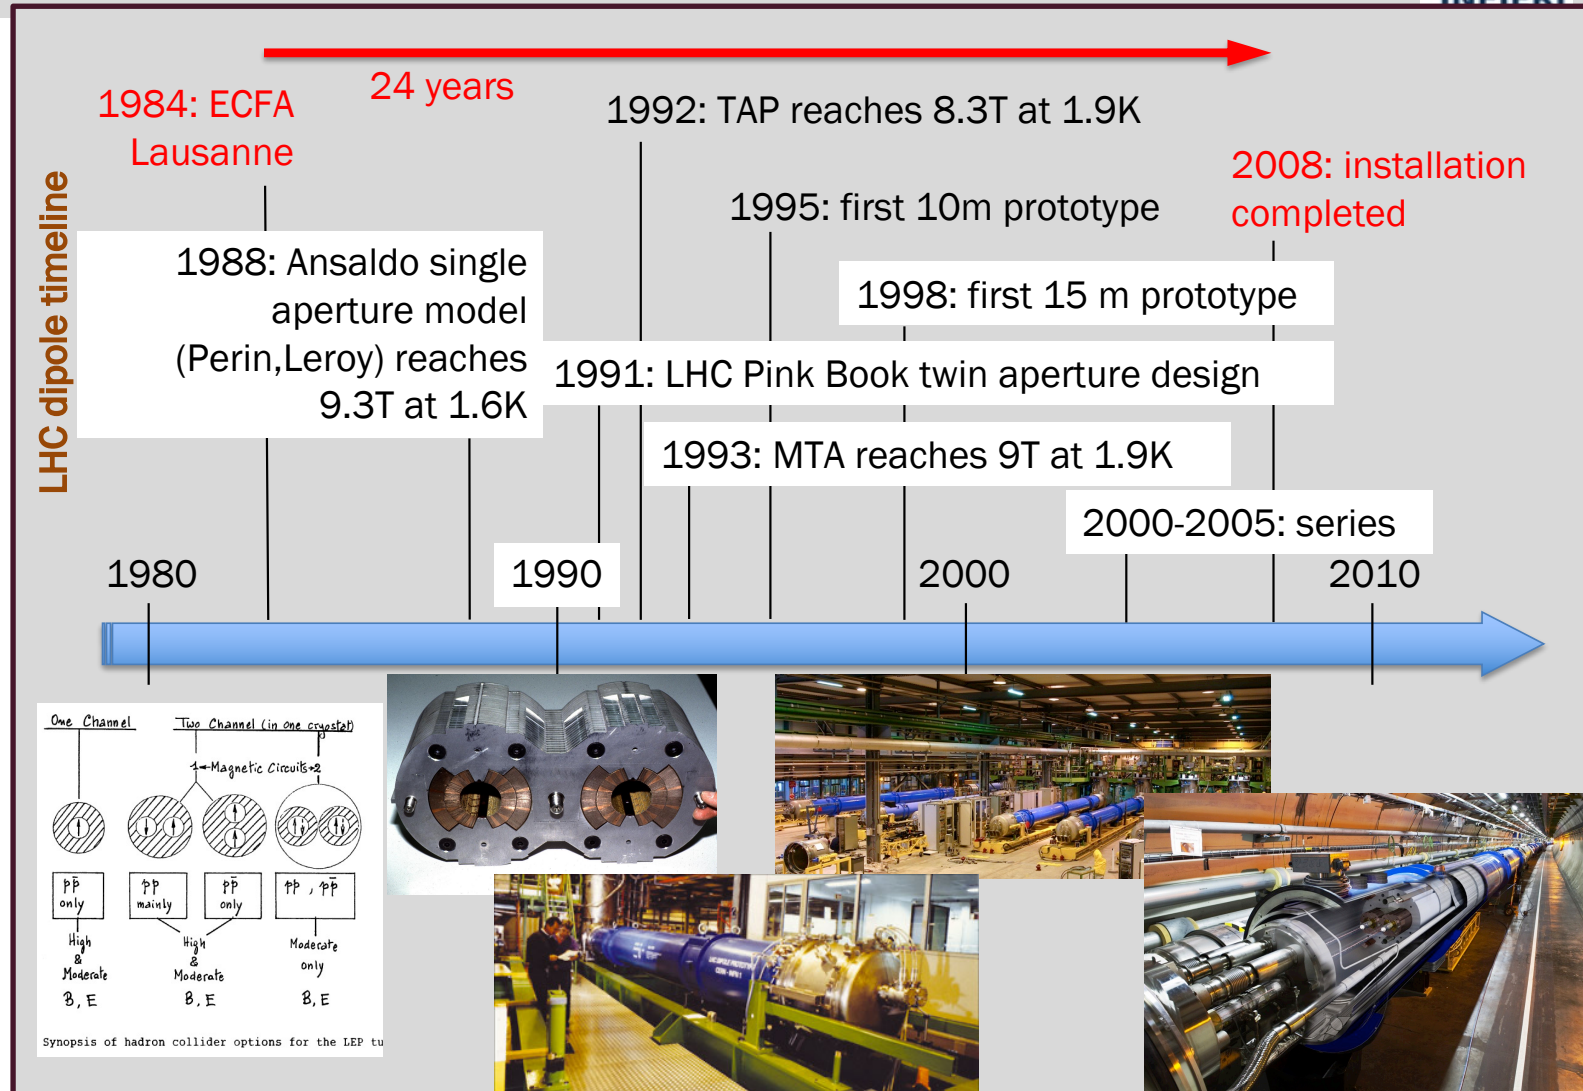 24 years
1984: ECFA
Lausanne
1992: TAP reaches 8.3T at 1.9K
2008: installation
completed
1995: first 10m prototype
LHC dipole timeline
1988: Ansaldo single
aperture model
(Perin,Leroy) reaches
9.3T at 1.6K
1998: first 15 m prototype
1991: LHC Pink Book twin aperture design
1993: MTA reaches 9T at 1.9K
2000-2005: series
1980
1990
2000
2010
One Channel
Two Channel (in one cryostat)
1←Magnetic Circuits→2
pp̄
only
pp
mainly
pp̄
only
pp , pp̄
High
&
Moderate
B, E
High
&
Moderate
B, E
Moderate
only
B, E
Synopsis of hadron collider options for the LEP
LHC DIPOLE PROTOTYPE